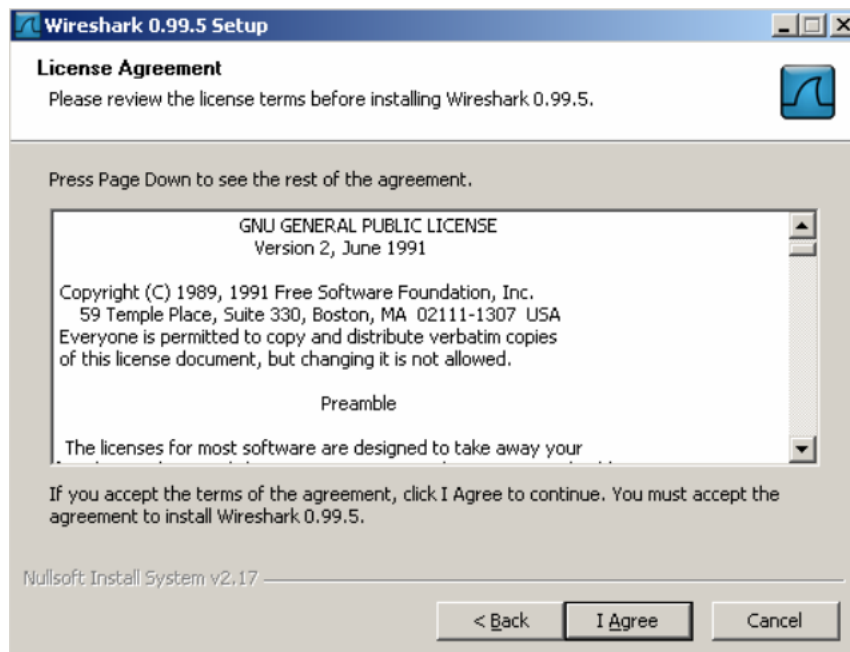 Wireshark 0.99.5 Setup
License Agreement
Please review the license terms before installing Wireshark 0.99.5.
Press Page Down to see the rest of the agreement.
GNU GENERAL PUBLIC LICENSE
Version 2, June 1991
Copyright (C) 1989, 1991 Free Software Foundation, Inc.
59 Temple Place, Suite 330, Boston, MA 02111-1307 USA
Everyone is permitted to copy and distribute verbatim copies
of this license document, but changing it is not allowed.
Preamble
The licenses for most software are designed to take away your
If you accept the terms of the agreement, click I Agree to continue. You must accept the
agreement to install Wireshark 0.99.5.
Nullsoft Install System v2.17
< Back
I Agree
Cancel